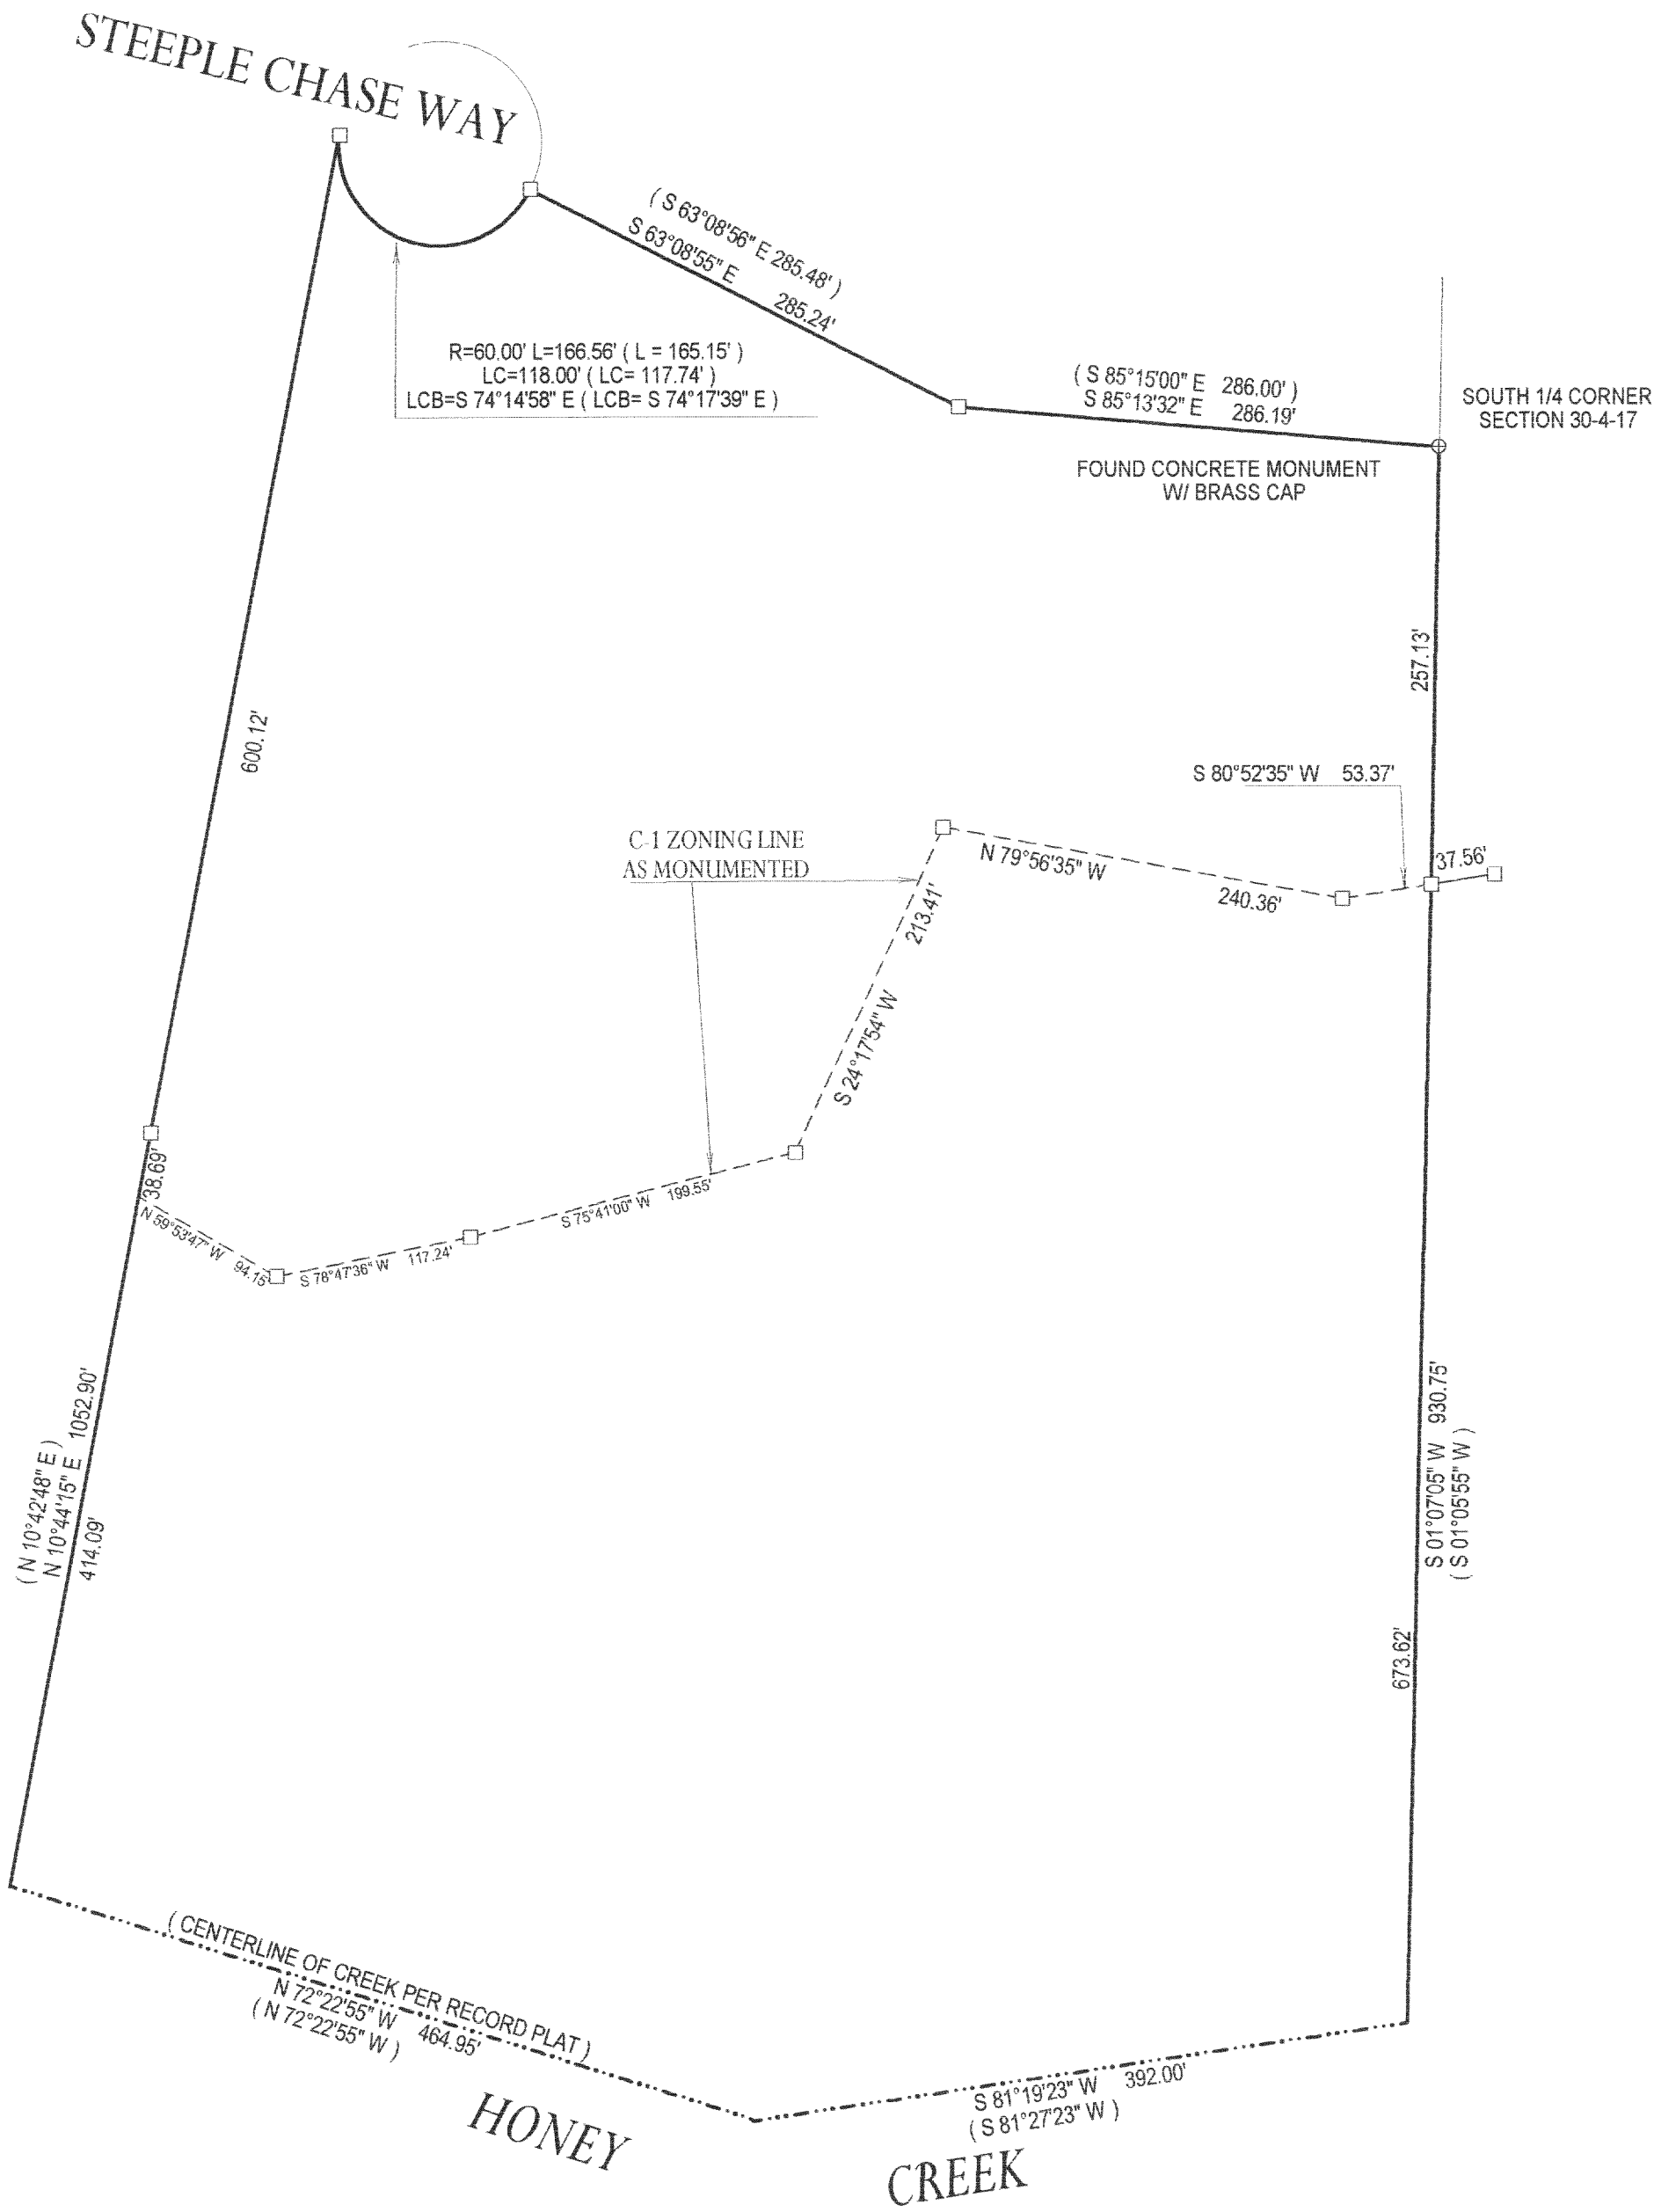 STEEPLE CHASE WAY
( S 63°08'56" E 285.48' )
S 63°08'55" E 285.24'
R=60.00' L=166.56' ( L = 165.15' )
LC=118.00' ( LC= 117.74' )
LCB=S 74°14'58" E ( LCB= S 74°17'39" E )
( S 85°15'00" E 286.00' )
S 85°13'32" E 286.19'
SOUTH 1/4 CORNER
SECTION 30-4-17
FOUND CONCRETE MONUMENT
W/ BRASS CAP
257.13'
600.12'
S 80°52'35" W 53.37'
C-1 ZONING LINE
AS MONUMENTED
N 79°56'35" W 240.36'
37.56'
213.41'
S 24°17'54" W
38.69'
N 59°53'47" W 94.15'
S 78°47'36" W 117.24'
S 75°41'00" W 199.55'
( N 10°42'48" E )
N 10°44'15" E 1052.90'
414.09'
S 01°07'05" W 930.75'
( S 01°05'55" W )
673.62'
( CENTERLINE OF CREEK PER RECORD PLAT )
N 72°22'55" W 464.95'
( N 72°22'55" W )
S 81°19'23" W 392.00'
( S 81°27'23" W )
HONEY
CREEK